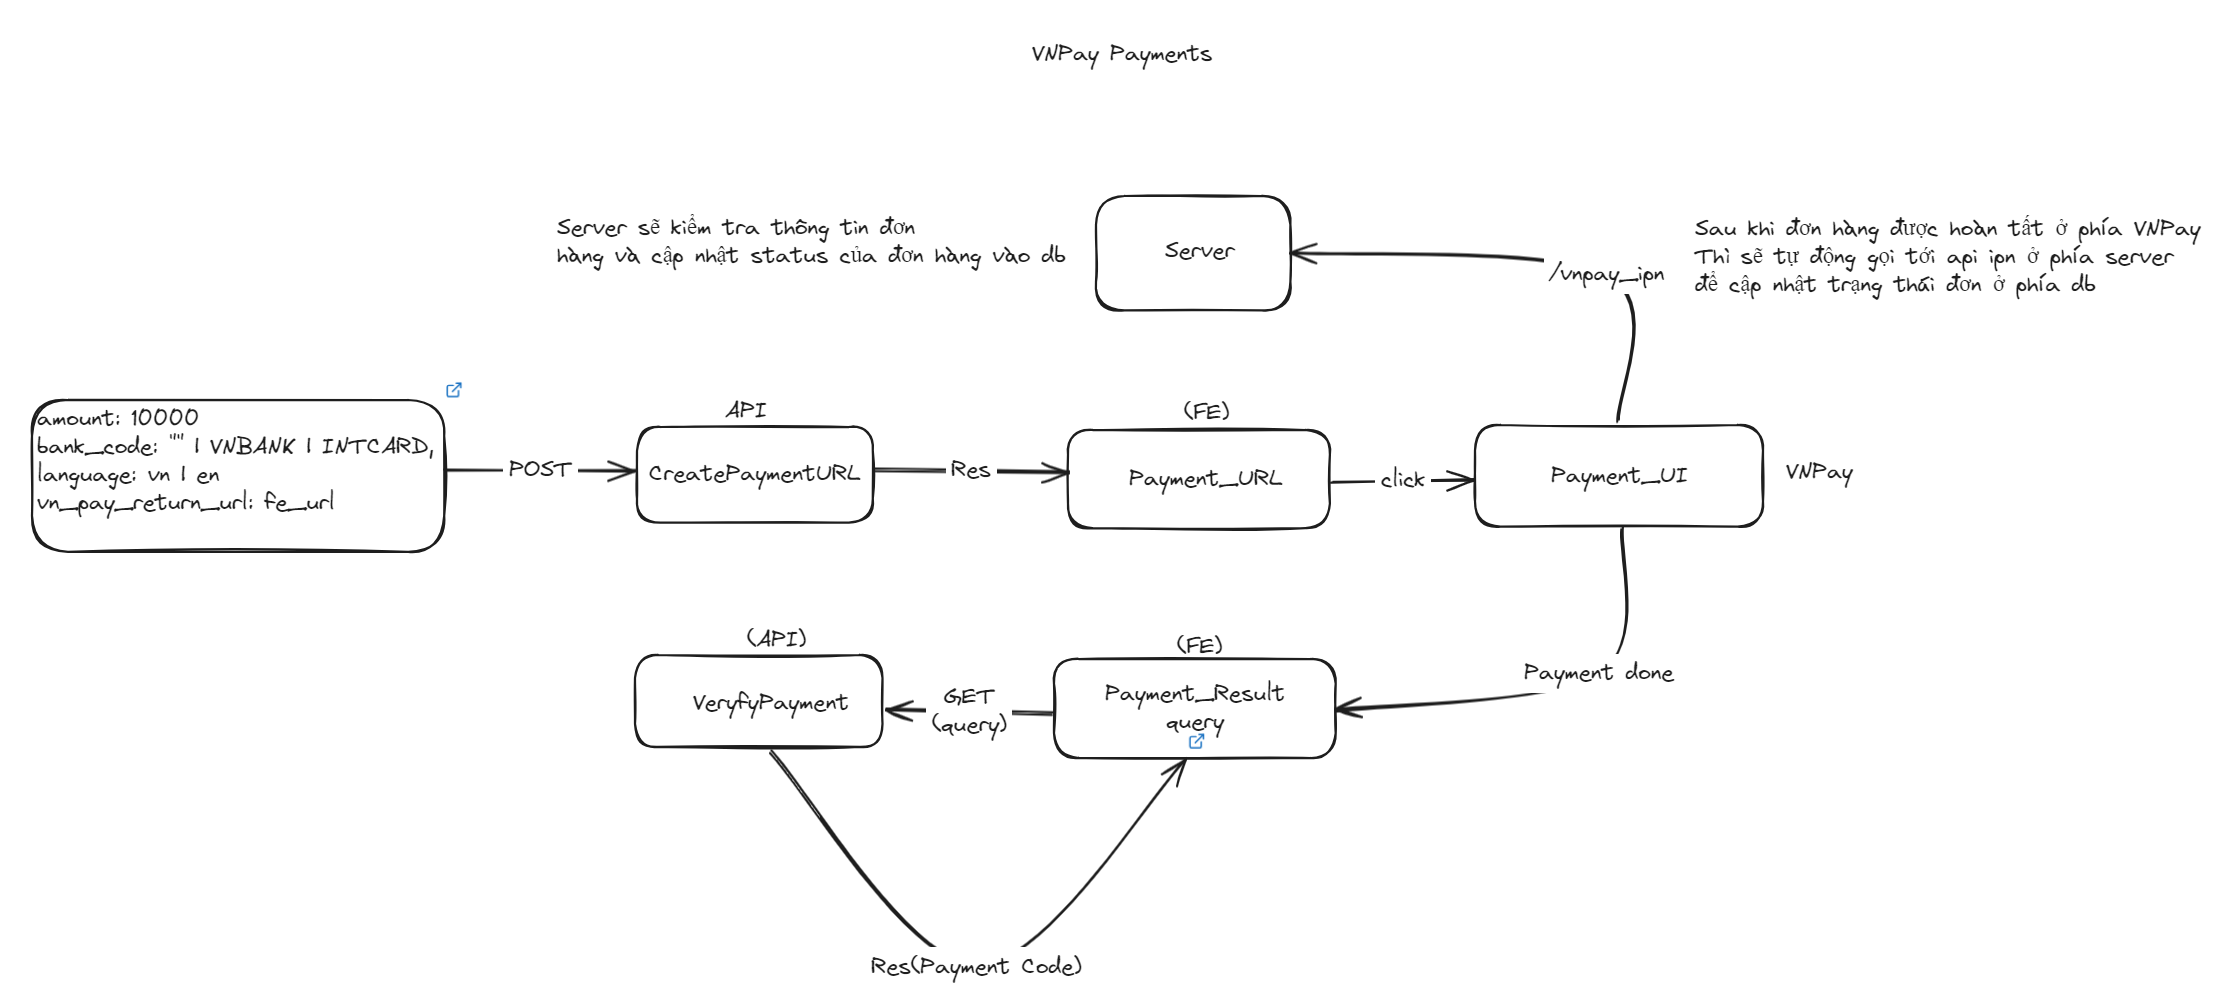 VNPay Payments
Server sẽ kiểm tra thông tin đơn
hàng và cập nhật status của đơn hàng vào db
Server
/vnpay_ipn
Sau khi đơn hàng được hoàn tất ở phía VNPay
Thì sẽ tự động gọi tới api ipn ở phía server
để cập nhật trạng thái đơn ở phía db
amount: 10000
bank_code: "" | VNBANK | INTCARD,
language: vn | en
vn_pay_return_url: fe_url
POST
API
CreatePaymentURL
Res
(FE)
Payment_URL
click
Payment_UI
VNPay
(API)
VeryfyPayment
GET
(query)
(FE)
Payment_Result
query
Payment done
Res(Payment Code)